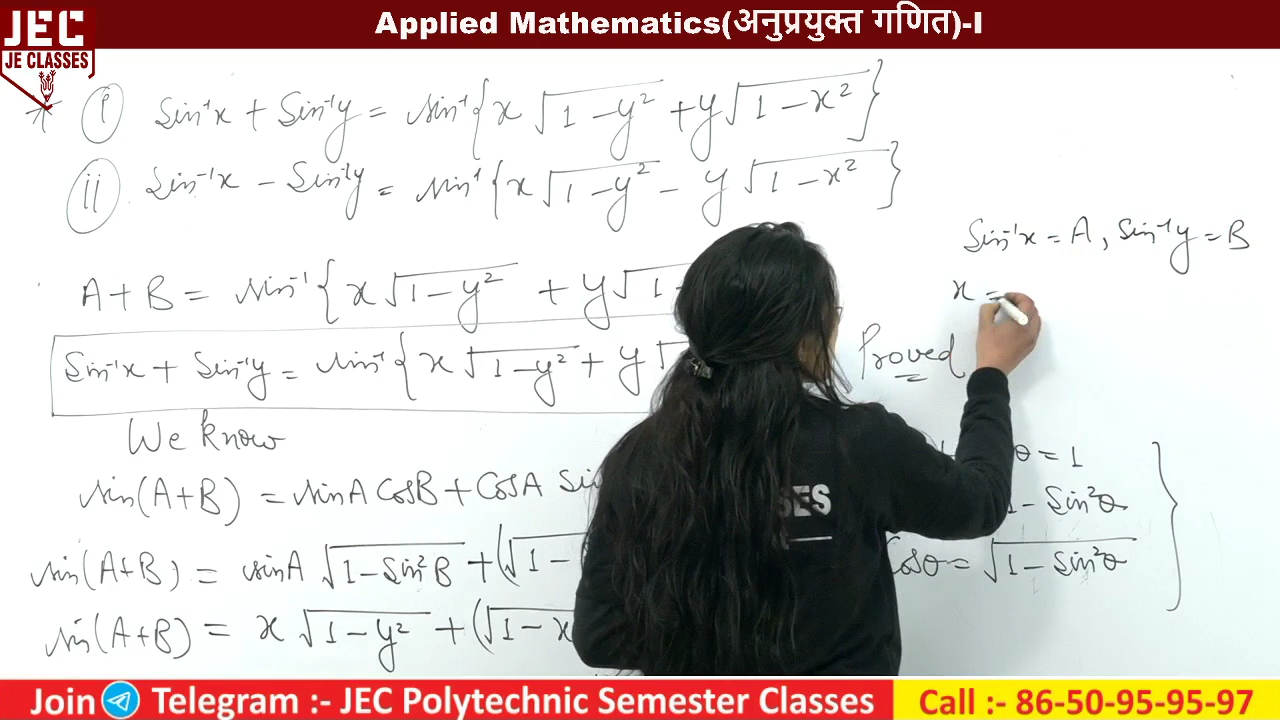 JEC
JE CLASSES
Applied Mathematics(अनुप्रयुक्त गणित)-I
* (i) Sin⁻¹x + Sin⁻¹y = sin⁻¹{x√1-y² + y√1-x²}
(ii) Sin⁻¹x - Sin⁻¹y = sin⁻¹{x√1-y² - y√1-x²}
Sin⁻¹x = A, Sin⁻¹y = B
x =
A+B = sin⁻¹{x√1-y² + y√1-
Sin⁻¹x + Sin⁻¹y = sin⁻¹{x√1-y² + y√
Proved
We know
sin(A+B) = sinA CosB + CosA Sin
θ = 1
1 - Sin²θ
sin(A+B) = sinA √1-Sin²B + (√1-
Cosθ = √1-Sin²θ
sin(A+B) = x√1-y² + (√1-x
SES
Join Telegram :- JEC Polytechnic Semester Classes
Call :- 86-50-95-95-97